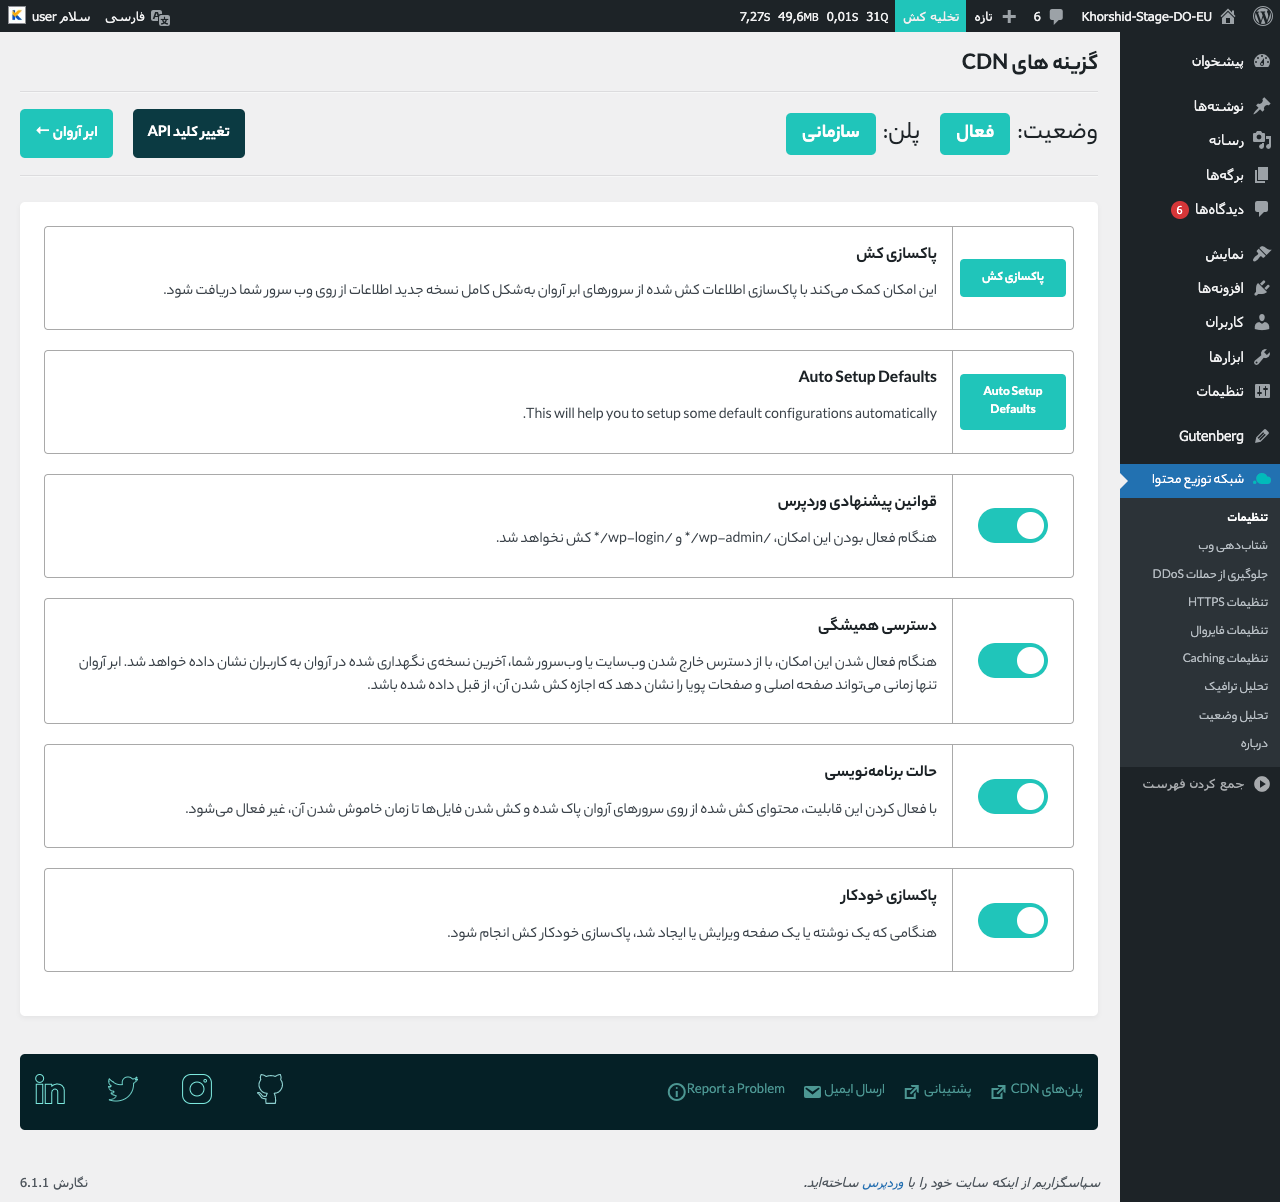 Khorshid-Stage-DO-EU
6
تازه
تخلیه کش
7,27S 49,6MB 0,01S 31Q
فارسی
سلام user
پیشخوان
نوشته‌ها
رسانه
برگه‌ها
دیدگاه‌ها 6
نمایش
افزونه‌ها
کاربران
ابزارها
تنظیمات
Gutenberg
شبکه توزیع محتوا
تنظیمات
شتاب‌دهی وب
جلوگیری از حملات DDoS
تنظیمات HTTPS
تنظیمات فایروال
تنظیمات Caching
تحلیل ترافیک
تحلیل وضعیت
درباره
جمع کردن فهرست
گزینه های CDN
وضعیت: فعال پلن: سازمانی
تغییر کلید API
ابر آروان ←
پاکسازی کش
پاکسازی کش
این امکان کمک می‌کند با پاک‌سازی اطلاعات کش شده از سرورهای ابر آروان به‌شکل کامل نسخه جدید اطلاعات از روی وب سرور شما دریافت شود.
Auto Setup
Defaults
Auto Setup Defaults
This will help you to setup some default configurations automatically.
قوانین پیشنهادی وردپرس
هنگام فعال بودن این امکان، /wp-admin/* و /wp-login/* کش نخواهد شد.
دسترسی همیشگی
هنگام فعال شدن این امکان، با از دسترس خارج شدن وب‌سایت یا وب‌سرور شما، آخرین نسخه‌ی نگهداری شده در آروان به کاربران نشان داده خواهد شد. ابر آروان
تنها زمانی می‌تواند صفحه اصلی و صفحات پویا را نشان دهد که اجازه کش شدن آن، از قبل داده شده باشد.
حالت برنامه‌نویسی
با فعال کردن این قابلیت، محتوای کش شده از روی سرورهای آروان پاک شده و کش شدن فایل‌ها تا زمان خاموش شدن آن، غیر فعال می‌شود.
پاکسازی خودکار
هنگامی که یک نوشته یا یک صفحه ویرایش یا ایجاد شد، پاک‌سازی خودکار کش انجام شود.
پلن‌های CDN
پشتیبانی
ارسال ایمیل
Report a Problem
سپاسگزاریم از اینکه سایت خود را با وردپرس ساخته‌اید.
نگارش 6.1.1